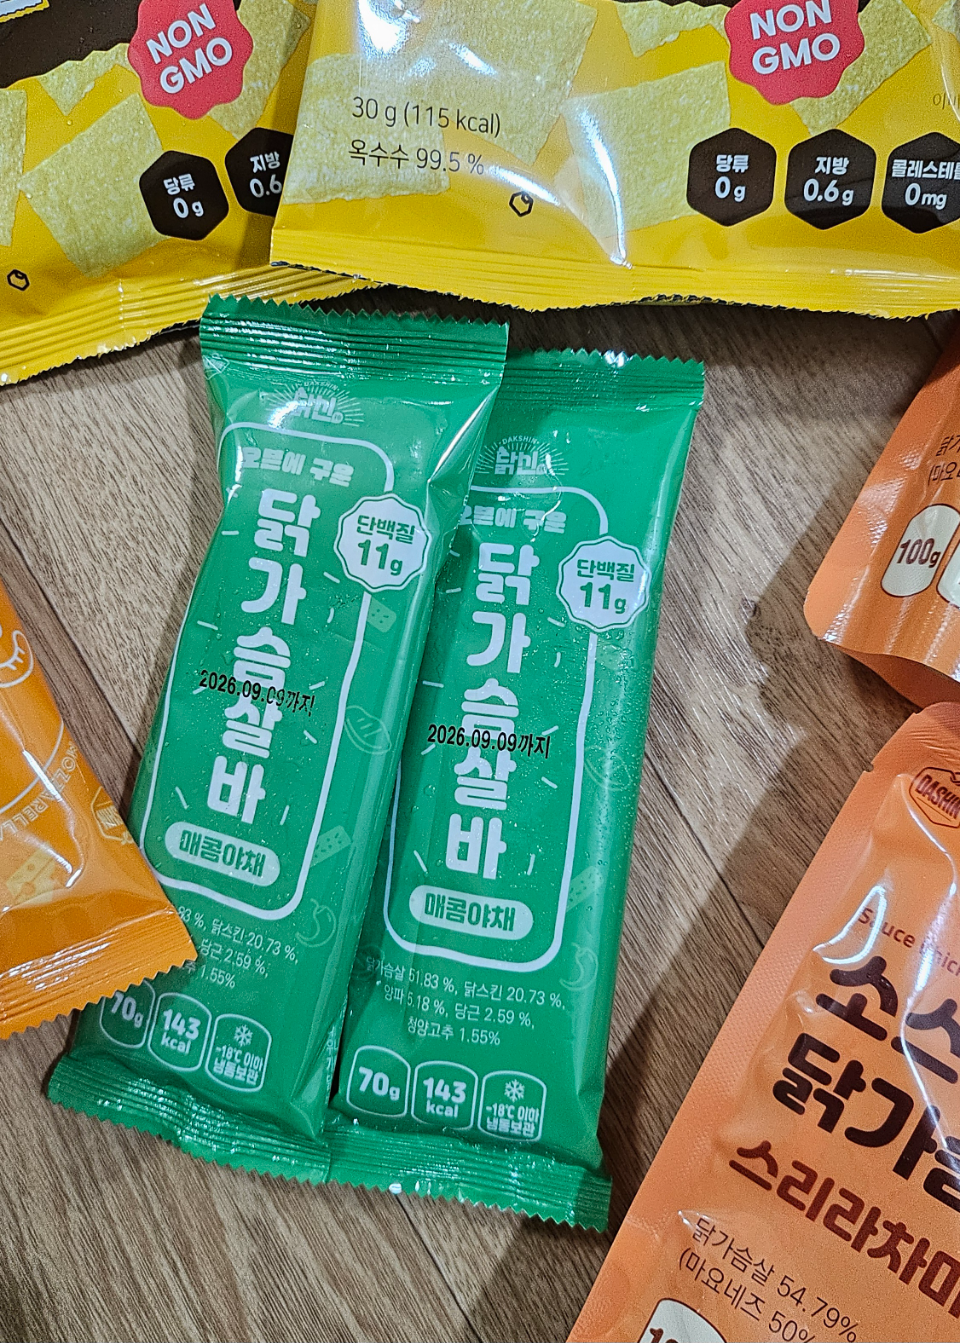 NON
GMO
당류
0g
지방
0.6
30 g (115 kcal)
옥수수 99.5 %
NON
GMO
당류
0g
지방
0.6g
콜레스테롤
0mg
DAKSHIN
닭신
오븐에 구운
닭가슴살바
단백질
11g
2026.09.09까지
매콤야채
83 %, 닭스킨 20.73 %,
당근 2.59 %,
1.55%
70g
143
kcal
-18℃ 이하
냉동보관
DAKSHIN
닭신
오븐에 구운
닭가슴살바
단백질
11g
2026.09.09까지
매콤야채
닭가슴살 51.83 %, 닭스킨 20.73 %,
양파 5.18 %, 당근 2.59 %,
청양고추 1.55%
70g
143
kcal
-18℃ 이하
냉동보관
100g
DASHIN
Sauce
소스
닭가슴
스리라차마
닭가슴살 54.79%
(마요네즈 50%